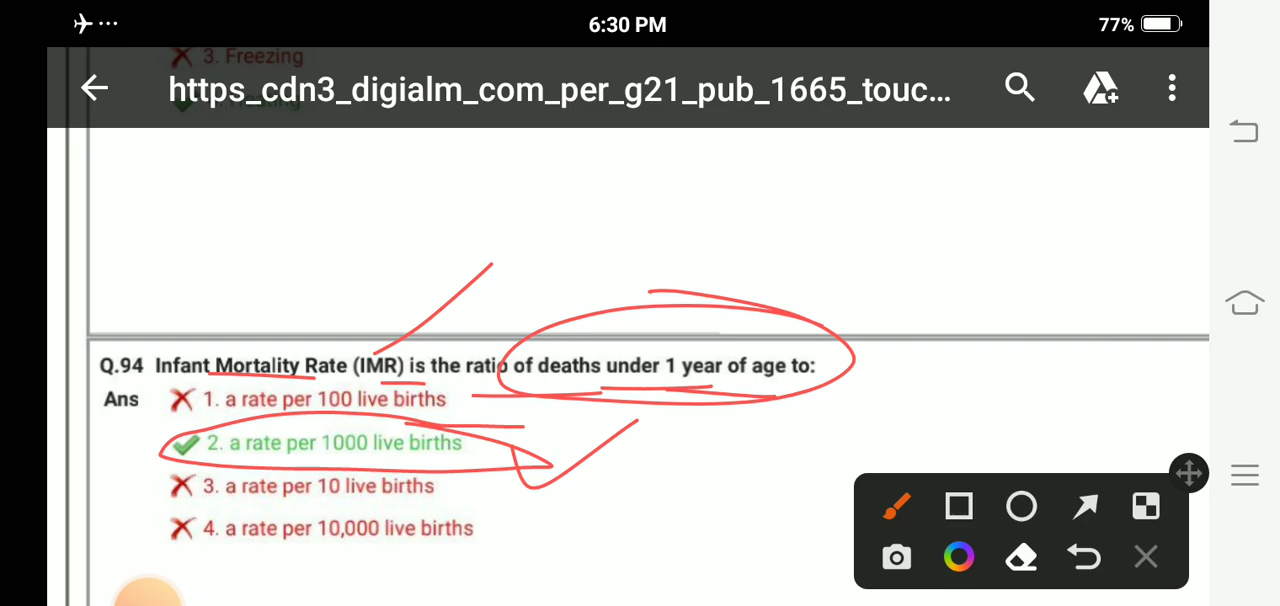 6:30 PM
77%
3. Freezing
https_cdn3_digialm_com_per_g21_pub_1665_touc...
Q.94 Infant Mortality Rate (IMR) is the ratio of deaths under 1 year of age to:
Ans 1. a rate per 100 live births
2. a rate per 1000 live births
3. a rate per 10 live births
4. a rate per 10,000 live births